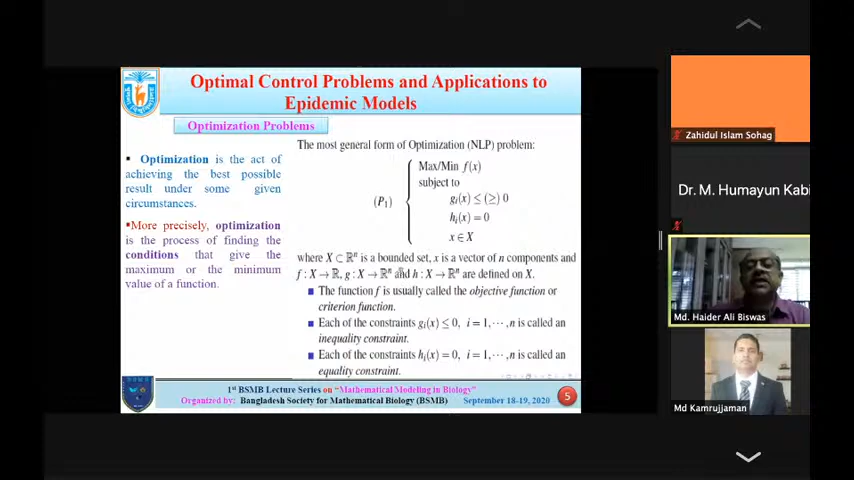 Optimal Control Problems and Applications to
Epidemic Models
Optimization Problems
▪ Optimization is the act of
achieving the best possible
result under some given
circumstances.
▪More precisely, optimization
is the process of finding the
conditions that give the
maximum or the minimum
value of a function.
The most general form of Optimization (NLP) problem:
(P₁)
Max/Min f(x)
subject to
gᵢ(x) ≤ (≥) 0
hᵢ(x) = 0
x ∈ X
where X ⊂ ℝⁿ is a bounded set, x is a vector of n components and
f : X → ℝ, g : X → ℝⁿ and h : X → ℝⁿ are defined on X.
■ The function f is usually called the objective function or
criterion function.
■ Each of the constraints gᵢ(x) ≤ 0, i = 1, ⋯, n is called an
inequality constraint.
■ Each of the constraints hᵢ(x) = 0, i = 1, ⋯, n is called an
equality constraint.
1st BSMB Lecture Series on “Mathematical Modeling in Biology”
Organized by: Bangladesh Society for Mathematical Biology (BSMB) September 18-19, 2020
5
Zahidul Islam Sohag
Dr. M. Humayun Kabi
Md. Haider Ali Biswas
Md Kamrujjaman